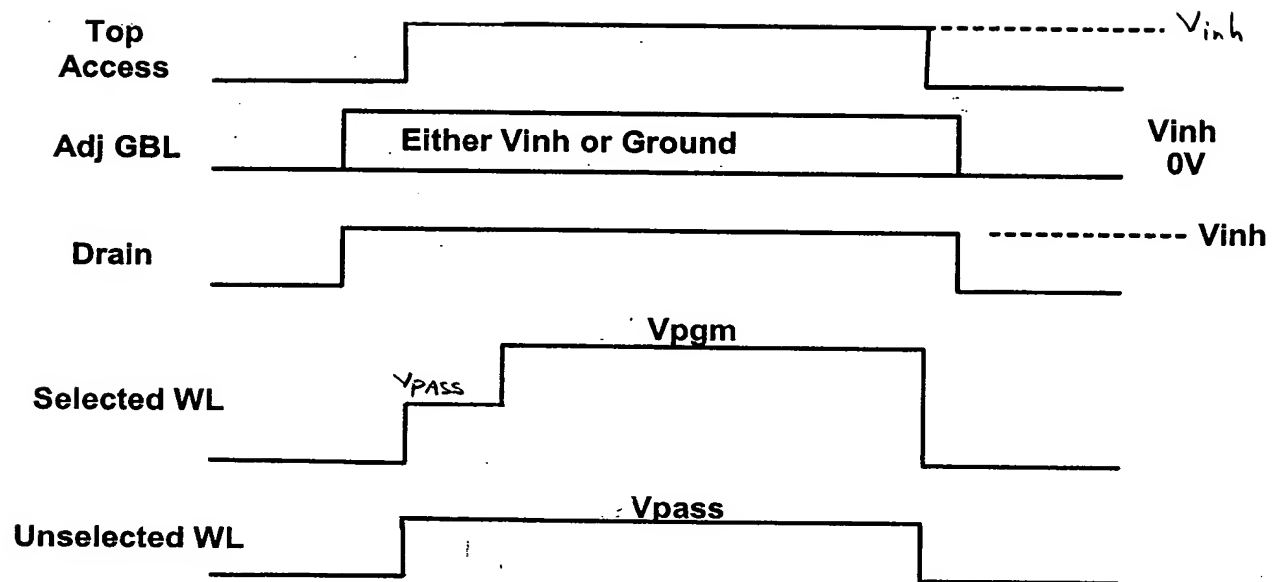 Top
Access
Vinh
Adj GBL
Either Vinh or Ground
Vinh
0V
Drain
Vinh
Vpgm
VPASS
Selected WL
Vpass
Unselected WL